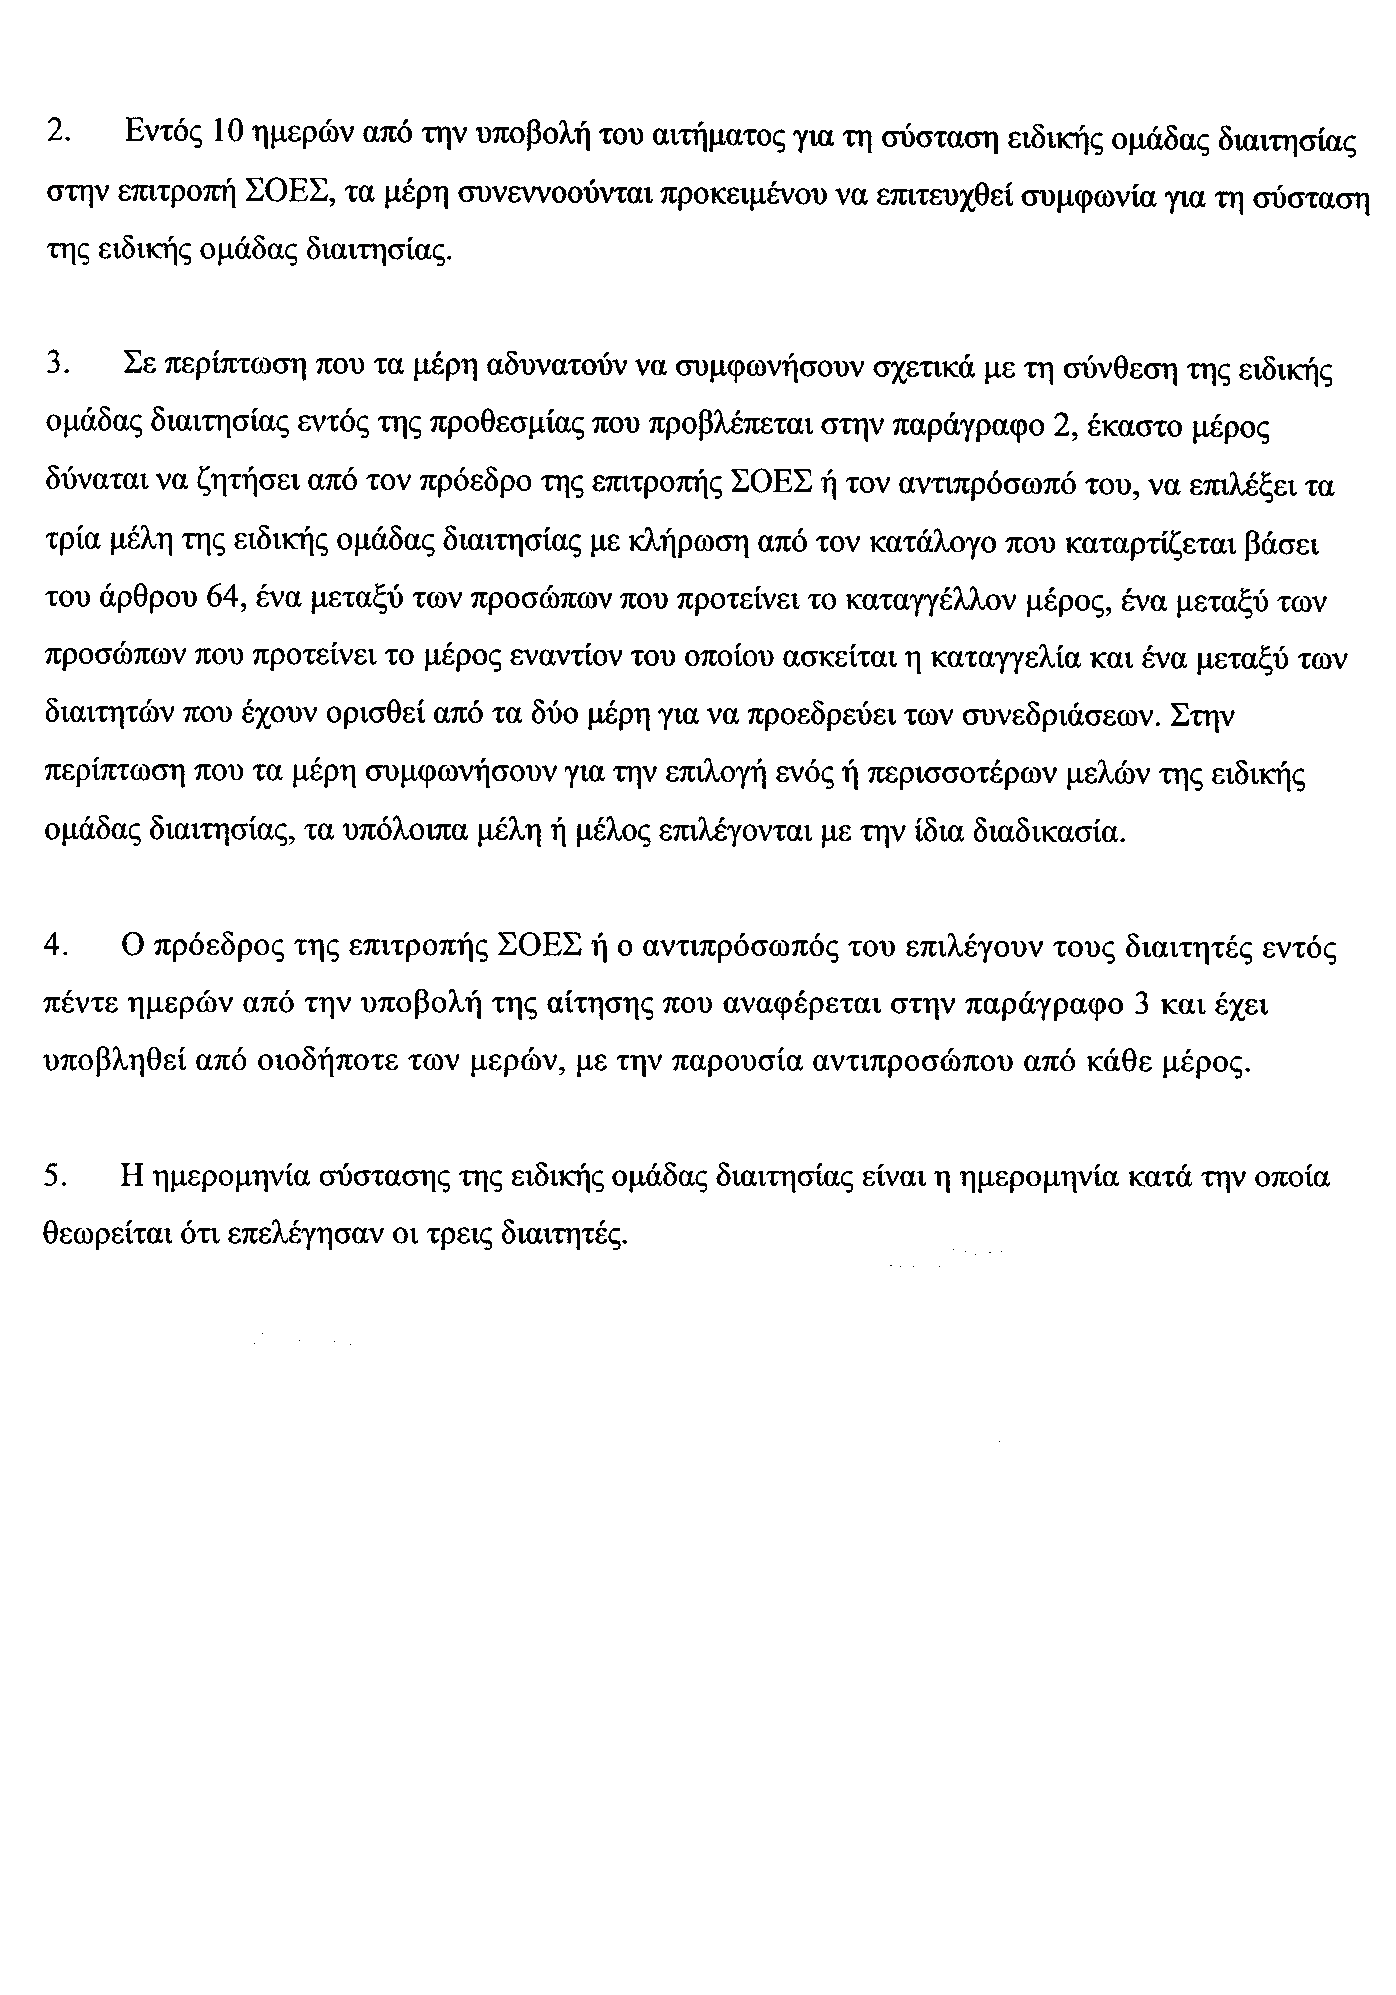 2. Εντός 10 ημερών από την υποβολή του αιτήματος για τη σύσταση ειδικής ομάδας διαιτησίας
στην επιτροπή ΣΟΕΣ, τα μέρη συνεννοούνται προκειμένου να επιτευχθεί συμφωνία για τη σύσταση
της ειδικής ομάδας διαιτησίας.
3. Σε περίπτωση που τα μέρη αδυνατούν να συμφωνήσουν σχετικά με τη σύνθεση της ειδικής
ομάδας διαιτησίας εντός της προθεσμίας που προβλέπεται στην παράγραφο 2, έκαστο μέρος
δύναται να ζητήσει από τον πρόεδρο της επιτροπής ΣΟΕΣ ή τον αντιπρόσωπό του, να επιλέξει τα
τρία μέλη της ειδικής ομάδας διαιτησίας με κλήρωση από τον κατάλογο που καταρτίζεται βάσει
του άρθρου 64, ένα μεταξύ των προσώπων που προτείνει το καταγγέλλον μέρος, ένα μεταξύ των
προσώπων που προτείνει το μέρος εναντίον του οποίου ασκείται η καταγγελία και ένα μεταξύ των
διαιτητών που έχουν ορισθεί από τα δύο μέρη για να προεδρεύει των συνεδριάσεων. Στην
περίπτωση που τα μέρη συμφωνήσουν για την επιλογή ενός ή περισσοτέρων μελών της ειδικής
ομάδας διαιτησίας, τα υπόλοιπα μέλη ή μέλος επιλέγονται με την ίδια διαδικασία.
4. Ο πρόεδρος της επιτροπής ΣΟΕΣ ή ο αντιπρόσωπός του επιλέγουν τους διαιτητές εντός
πέντε ημερών από την υποβολή της αίτησης που αναφέρεται στην παράγραφο 3 και έχει
υποβληθεί από οιοδήποτε των μερών, με την παρουσία αντιπροσώπου από κάθε μέρος.
5. Η ημερομηνία σύστασης της ειδικής ομάδας διαιτησίας είναι η ημερομηνία κατά την οποία
θεωρείται ότι επελέγησαν οι τρεις διαιτητές.